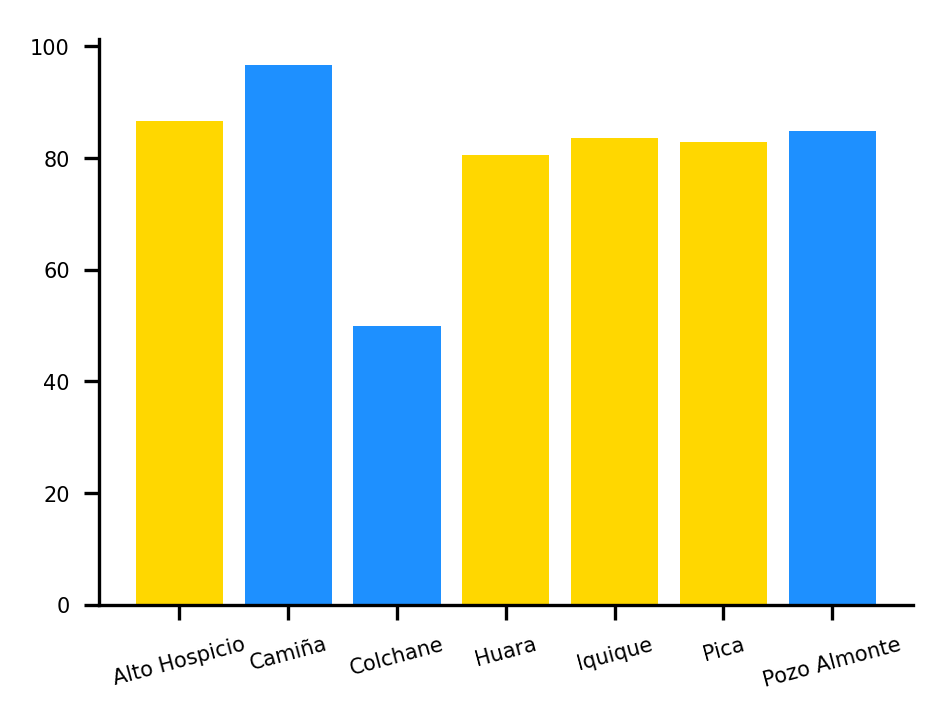 100
80
60
40
20
0
Alto Hospicio
Camiña
Colchane
Huara
Iquique
Pica
Pozo Almonte